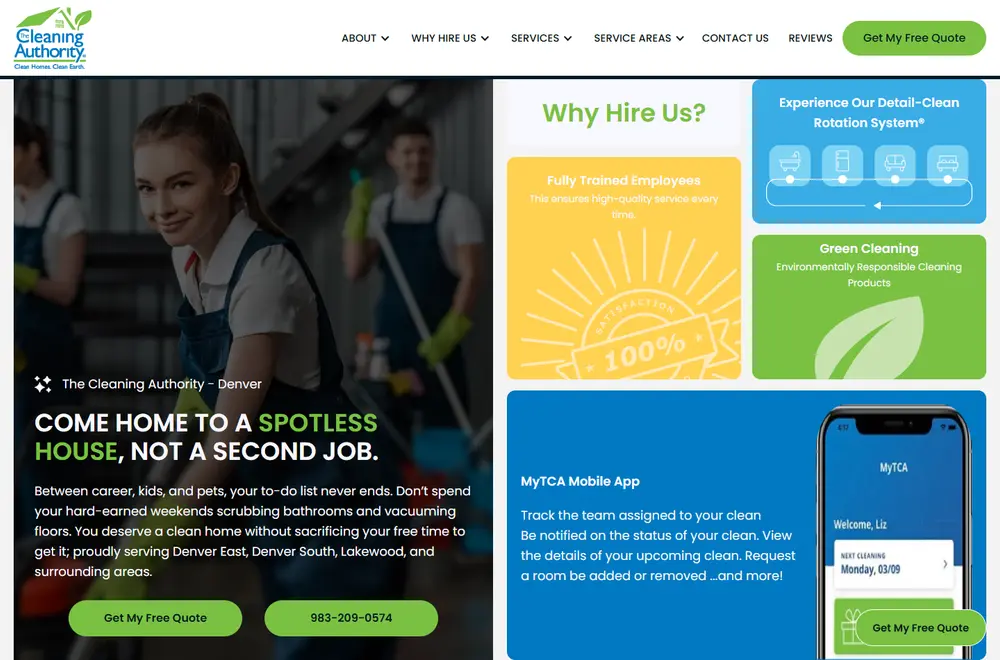 The
Cleaning
Authority.
Clean Homes. Clean Earth.
ABOUT
WHY HIRE US
SERVICES
SERVICE AREAS
CONTACT US
REVIEWS
Get My Free Quote
The Cleaning Authority - Denver
COME HOME TO A SPOTLESS
HOUSE, NOT A SECOND JOB.
Between career, kids, and pets, your to-do list never ends. Don’t spend
your hard-earned weekends scrubbing bathrooms and vacuuming
floors. You deserve a clean home without sacrificing your free time to
get it; proudly serving Denver East, Denver South, Lakewood, and
surrounding areas.
Get My Free Quote
983-209-0574
Why Hire Us?
Fully Trained Employees
This ensures high-quality service every
time.
SATISFACTION
100%
Experience Our Detail-Clean
Rotation System®
Green Cleaning
Environmentally Responsible Cleaning
Products
MyTCA Mobile App
Track the team assigned to your clean
Be notified on the status of your clean. View
the details of your upcoming clean. Request
a room be added or removed ...and more!
MyTCA
Welcome, Liz
NEXT CLEANING
Monday, 03/09
Get My Free Quote